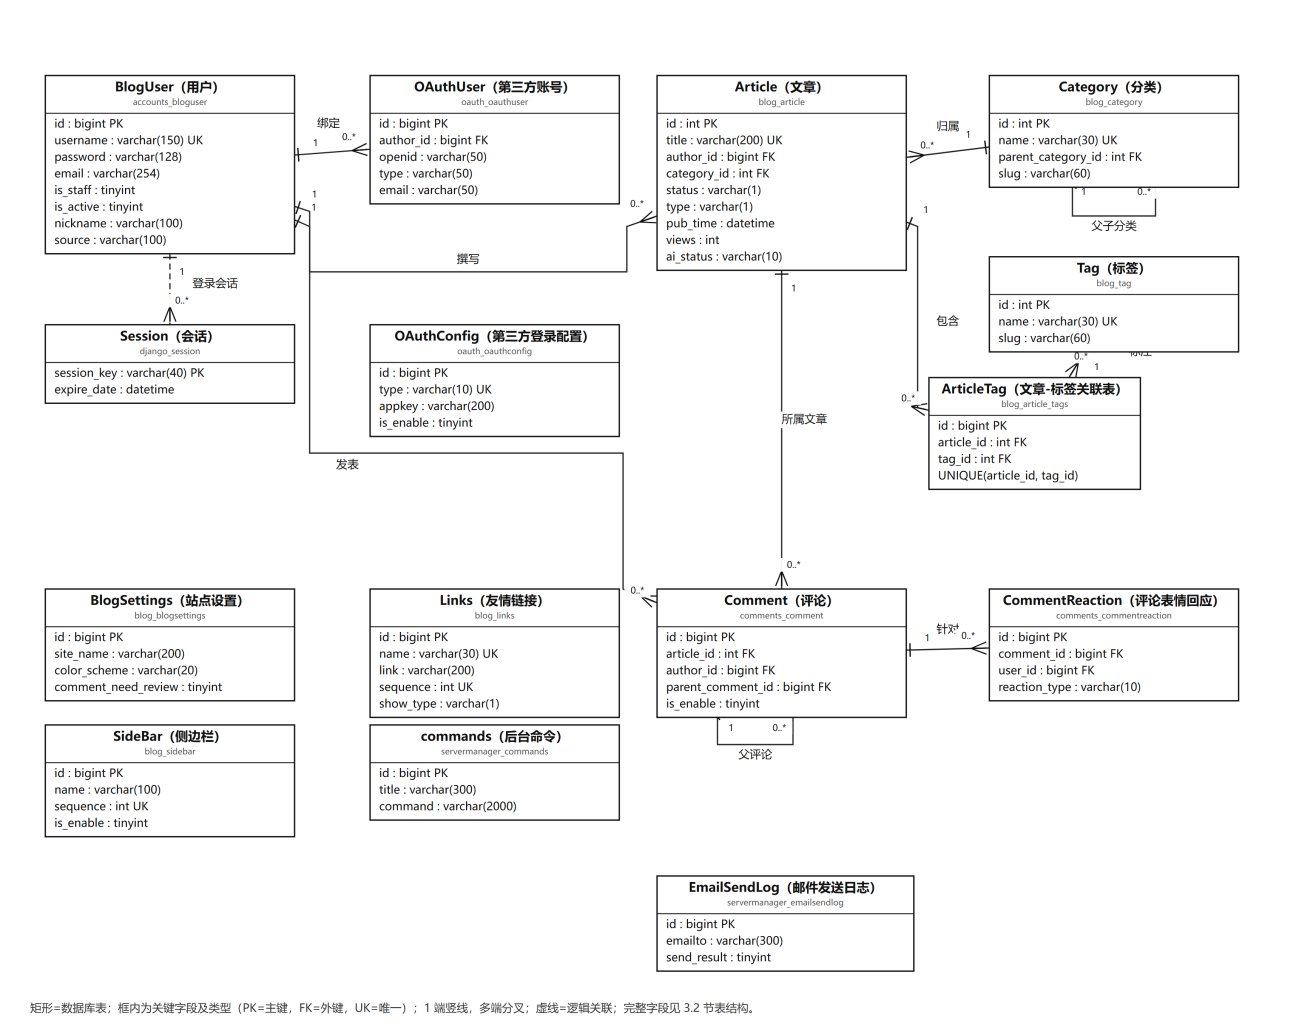 BlogUser（用户）
accounts_bloguser
id : bigint PK
username : varchar(150) UK
password : varchar(128)
email : varchar(254)
is_staff : tinyint
is_active : tinyint
nickname : varchar(100)
source : varchar(100)
绑定
1
0..*
OAuthUser（第三方账号）
oauth_oauthuser
id : bigint PK
author_id : bigint FK
openid : varchar(50)
type : varchar(50)
email : varchar(50)
1
1
撰写
0..*
Article（文章）
blog_article
id : int PK
title : varchar(200) UK
author_id : bigint FK
category_id : int FK
status : varchar(1)
type : varchar(1)
pub_time : datetime
views : int
ai_status : varchar(10)
归属
0..*
1
Category（分类）
blog_category
id : int PK
name : varchar(30) UK
parent_category_id : int FK
slug : varchar(60)
1
0..*
父子分类
1
登录会话
0..*
1
1
包含
0..*
Tag（标签）
blog_tag
id : int PK
name : varchar(30) UK
slug : varchar(60)
0..*
1
Session（会话）
django_session
session_key : varchar(40) PK
expire_date : datetime
OAuthConfig（第三方登录配置）
oauth_oauthconfig
id : bigint PK
type : varchar(10) UK
appkey : varchar(200)
is_enable : tinyint
所属文章
0..*
ArticleTag（文章-标签关联表）
blog_article_tags
id : bigint PK
article_id : int FK
tag_id : int FK
UNIQUE(article_id, tag_id)
发表
0..*
BlogSettings（站点设置）
blog_blogsettings
id : bigint PK
site_name : varchar(200)
color_scheme : varchar(20)
comment_need_review : tinyint
Links（友情链接）
blog_links
id : bigint PK
name : varchar(30) UK
link : varchar(200)
sequence : int UK
show_type : varchar(1)
Comment（评论）
comments_comment
id : bigint PK
article_id : int FK
author_id : bigint FK
parent_comment_id : bigint FK
is_enable : tinyint
针对
1
0..*
CommentReaction（评论表情回应）
comments_commentreaction
id : bigint PK
comment_id : bigint FK
user_id : bigint FK
reaction_type : varchar(10)
1
0..*
父评论
SideBar（侧边栏）
blog_sidebar
id : bigint PK
name : varchar(100)
sequence : int UK
is_enable : tinyint
commands（后台命令）
servermanager_commands
id : bigint PK
title : varchar(300)
command : varchar(2000)
EmailSendLog（邮件发送日志）
servermanager_emailsendlog
id : bigint PK
emailto : varchar(300)
send_result : tinyint
矩形=数据库表；框内为关键字段及类型（PK=主键，FK=外键，UK=唯一）；1 端竖线，多端分叉；虚线=逻辑关联；完整字段见 3.2 节表结构。